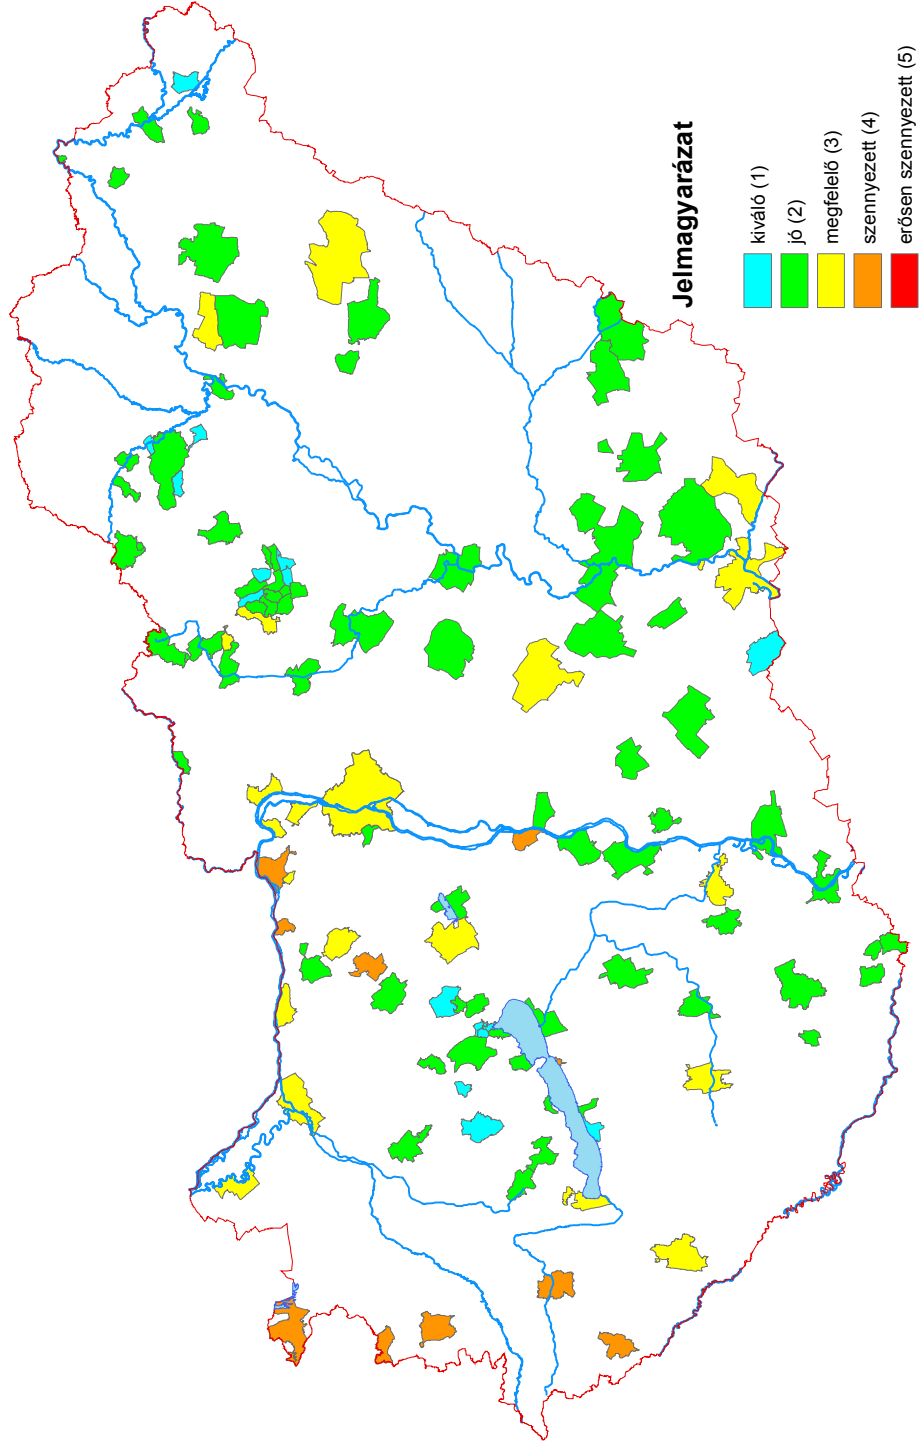 Jelmagyarázat
kiváló (1)
jó (2)
megfelelő (3)
szennyezett (4)
erősen szennyezett (5)